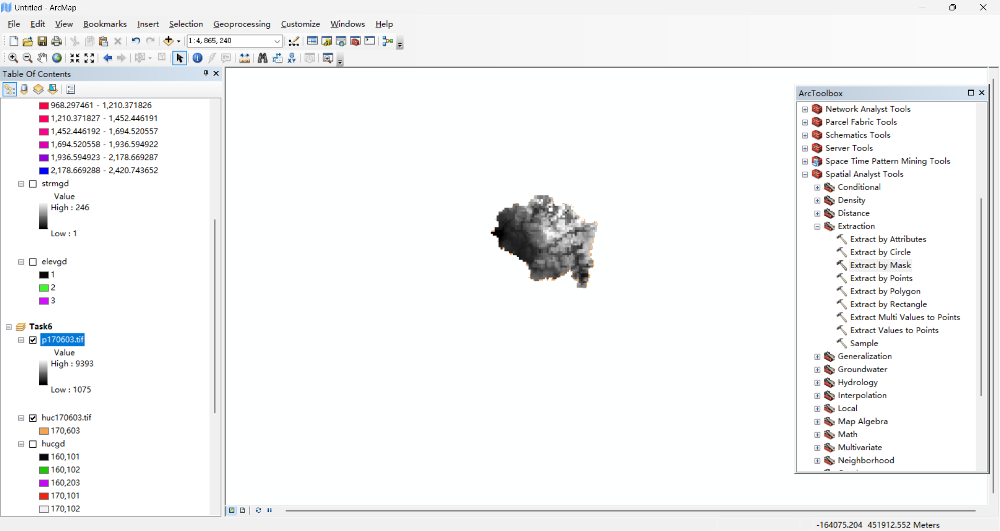 Untitled - ArcMap
File Edit View Bookmarks Insert Selection Geoprocessing Customize Windows Help
1:4,865,240
Table Of Contents
968.297461 - 1,210.371826
1,210.371827 - 1,452.446191
1,452.446192 - 1,694.520557
1,694.520558 - 1,936.594922
1,936.594923 - 2,178.669287
2,178.669288 - 2,420.743652
strmgd
Value
High : 246
Low : 1
elevgd
1
2
3
Task6
p170603.tif
Value
High : 9393
Low : 1075
huc170603.tif
170,603
hucgd
160,101
160,102
160,203
170,101
170,102
ArcToolbox
Network Analyst Tools
Parcel Fabric Tools
Schematics Tools
Server Tools
Space Time Pattern Mining Tools
Spatial Analyst Tools
Conditional
Density
Distance
Extraction
Extract by Attributes
Extract by Circle
Extract by Mask
Extract by Points
Extract by Polygon
Extract by Rectangle
Extract Multi Values to Points
Extract Values to Points
Sample
Generalization
Groundwater
Hydrology
Interpolation
Local
Map Algebra
Math
Multivariate
Neighborhood
-164075.204 451912.552 Meters